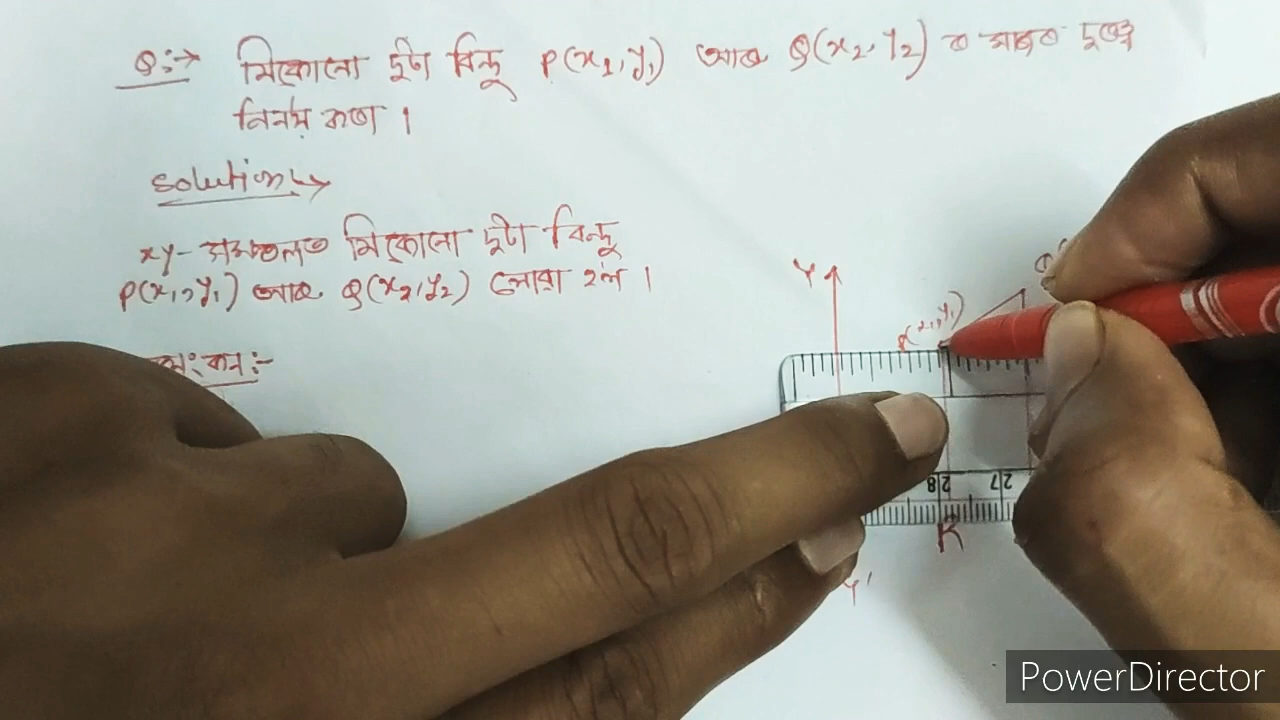 Q:→ যিকোনো দুটা বিন্দু P(x₁, y₁) আৰু Q(x₂, y₂) ৰ মাজৰ দূৰত্ব
নিৰ্ণয় কৰা ।
Solution →
xy- সমতলত যিকোনো দুটা বিন্দু
P(x₁, y₁) আৰু Q(x₂, y₂) লোৱা হ'ল ।
অংকন :-
Y
P(x₁, y₁)
Q
28 27
R
Y'
PowerDirector